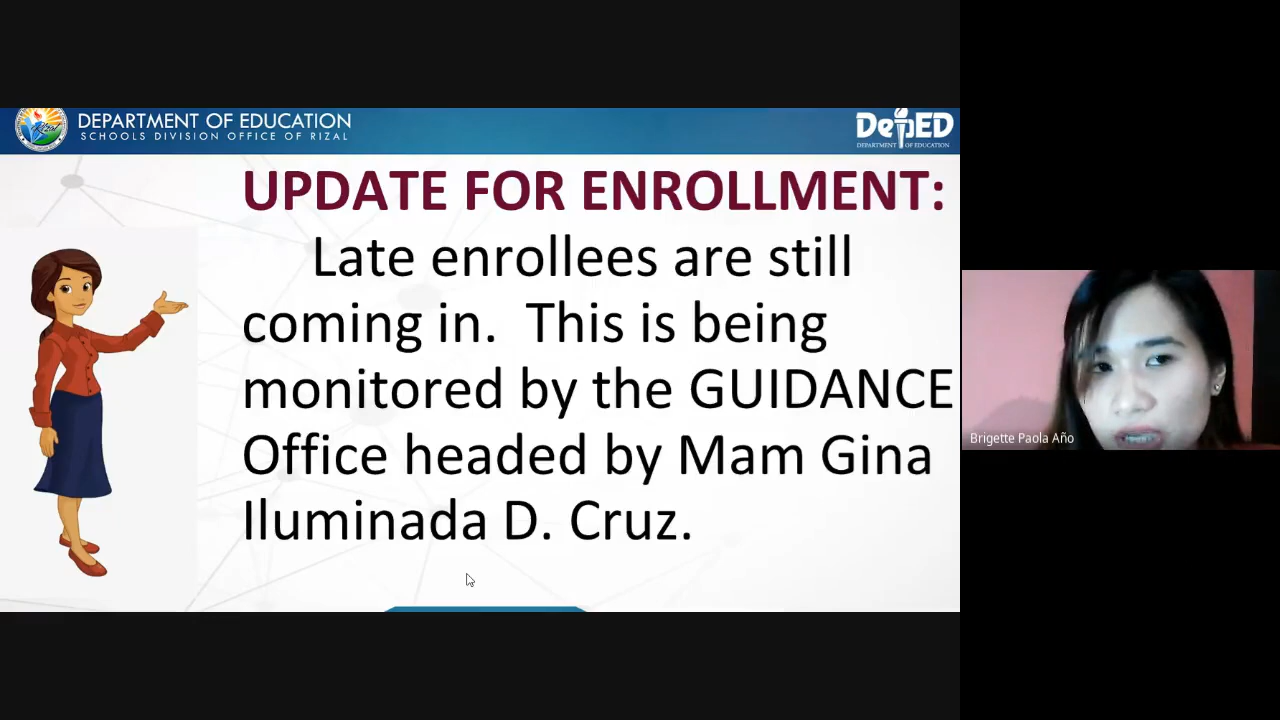 DEPARTMENT OF EDUCATION
SCHOOLS DIVISION OFFICE OF RIZAL
DepED
DEPARTMENT OF EDUCATION
UPDATE FOR ENROLLMENT:
Late enrollees are still
coming in. This is being
monitored by the GUIDANCE
Office headed by Mam Gina
Iluminada D. Cruz.
Brigette Paola Año